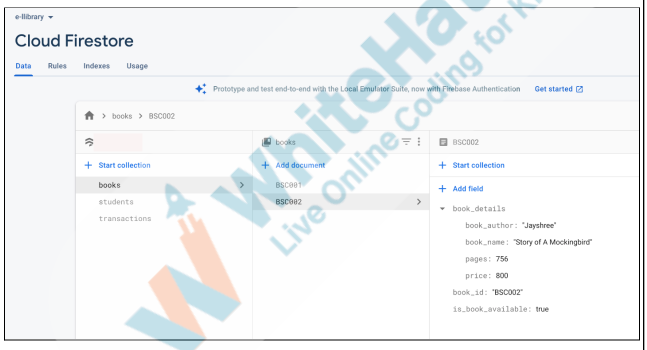 e-library
Cloud Firestore
Data Rules Indexes Usage
Prototype and test end-to-end with the Local Emulator Suite, now with Firebase Authentication Get started
books > BSC002
books
BSC002
+ Start collection
+ Add document
+ Start collection
books
students
transactions
BSC001
BSC002
+ Add field
book_details
book_author: "Jayshree"
book_name: "Story of A Mockingbird"
pages: 756
price: 800
book_id: "BSC002"
is_book_available: true
WhiteHat
Live Online Coding for